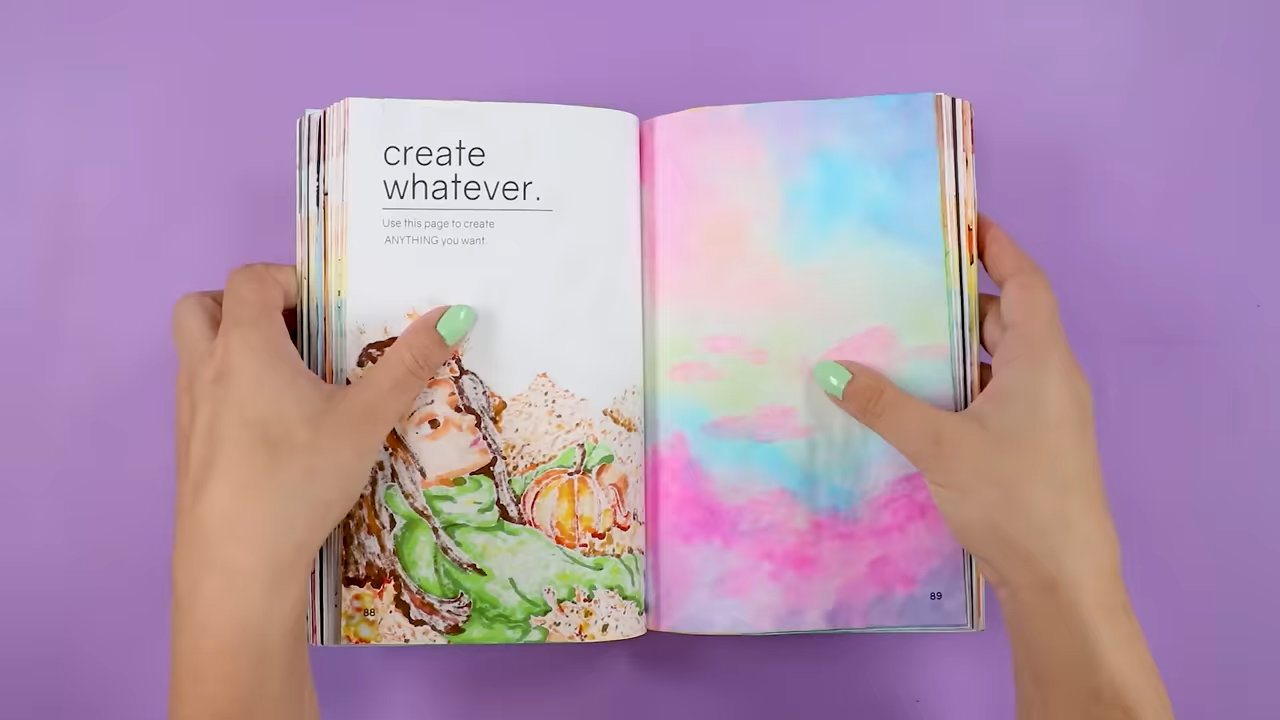 create
whatever.
Use this page to create
ANYTHING you want.
88
89